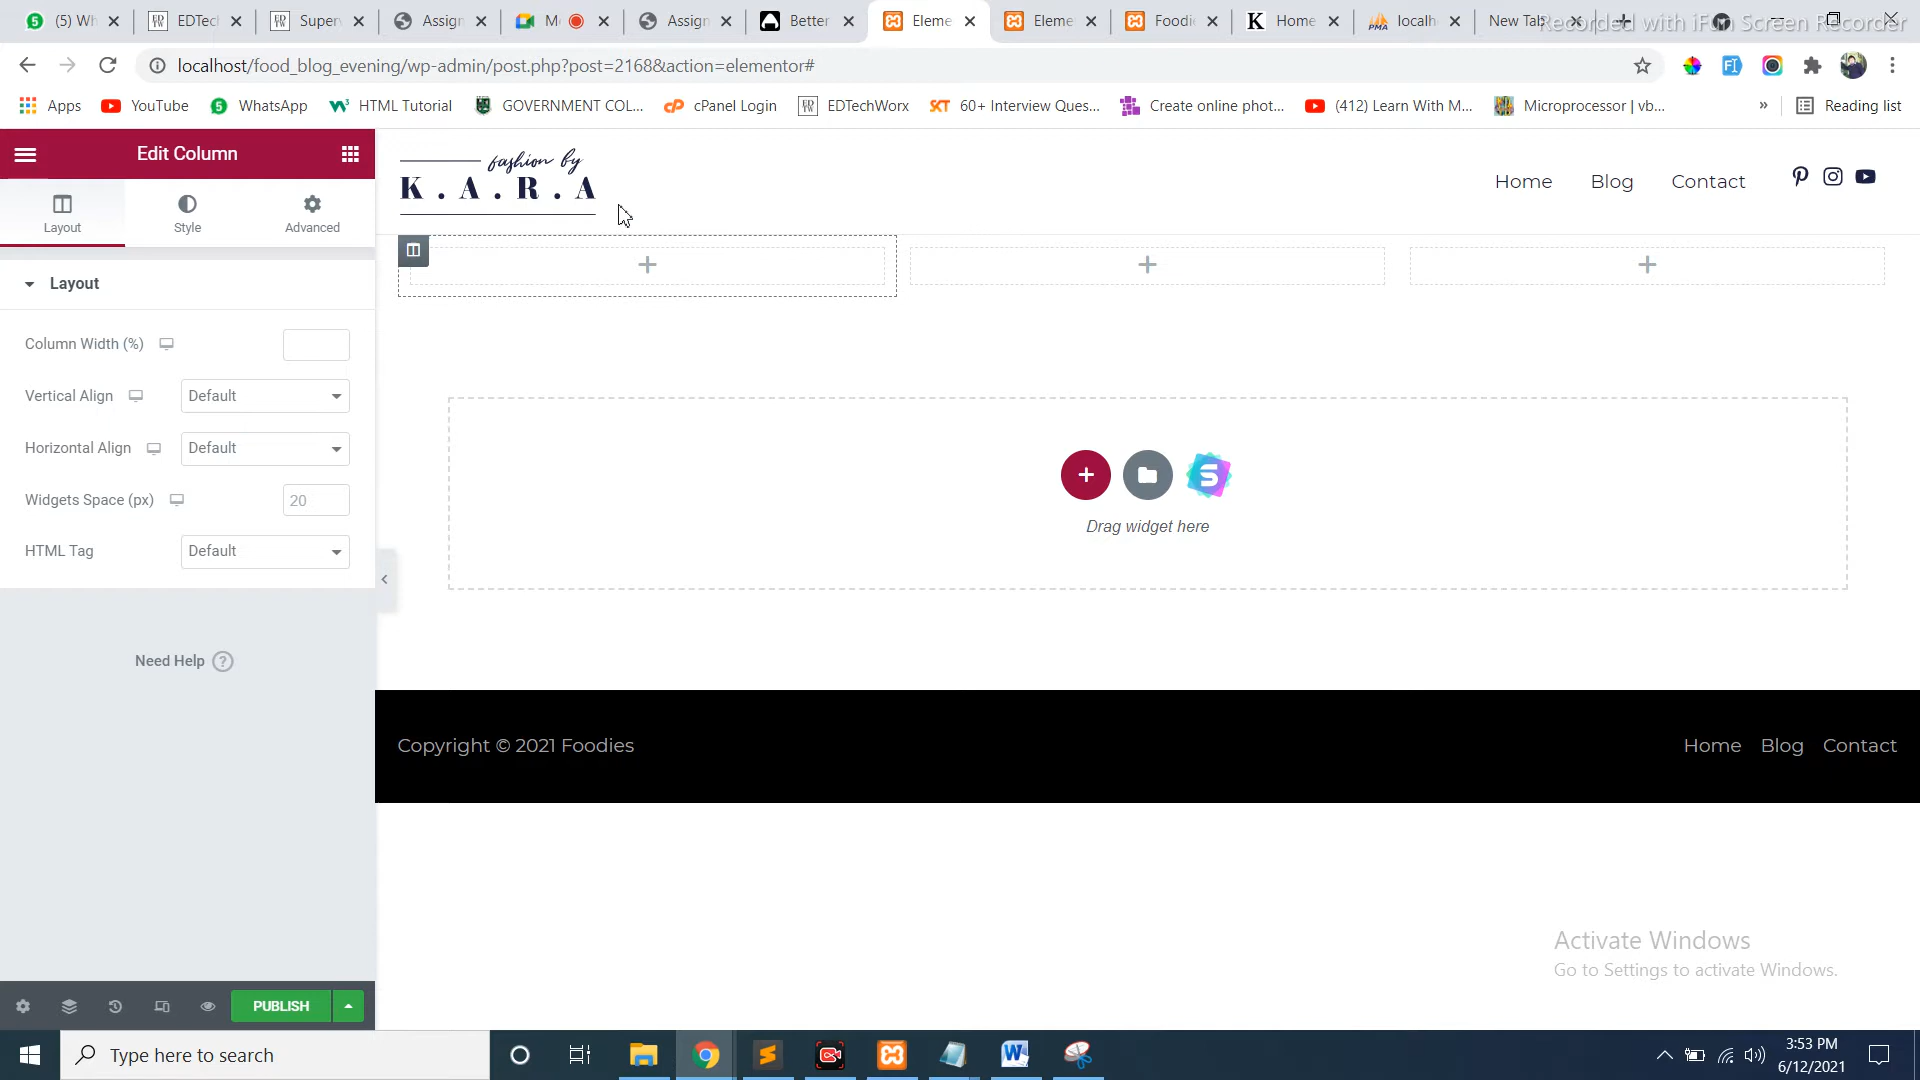 (5) Wh
EDTech
Superv
Assign
M
Assign
Better
Eleme
Eleme
Foodie
Home
localh
New Tab
Recorded with iFun Screen Recorder
localhost/food_blog_evening/wp-admin/post.php?post=2168&action=elementor#
Apps
YouTube
WhatsApp
HTML Tutorial
GOVERNMENT COL...
cPanel Login
EDTechWorx
60+ Interview Ques...
Create online phot...
(412) Learn With M...
Microprocessor | vb...
»
Reading list
Edit Column
Layout
Style
Advanced
Layout
Column Width (%)
Vertical Align
Default
Horizontal Align
Default
Widgets Space (px)
20
HTML Tag
Default
Need Help
PUBLISH
fashion by
K . A . R . A
Home
Blog
Contact
Drag widget here
Copyright © 2021 Foodies
Home
Blog
Contact
Activate Windows
Go to Settings to activate Windows.
Type here to search
3:53 PM
6/12/2021